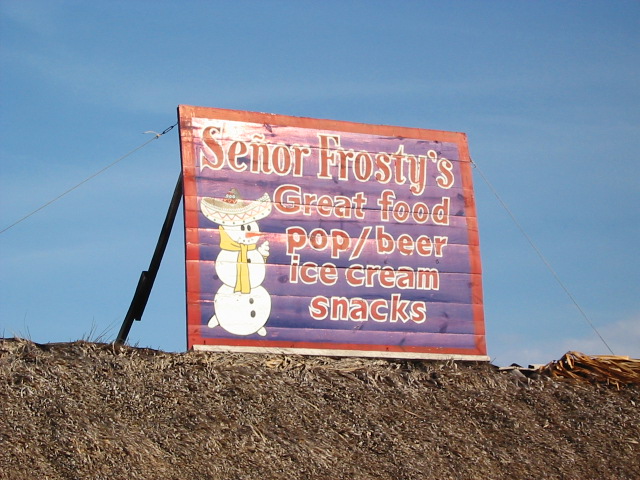 Señor Frosty's
Great food
pop/beer
ice cream
snacks